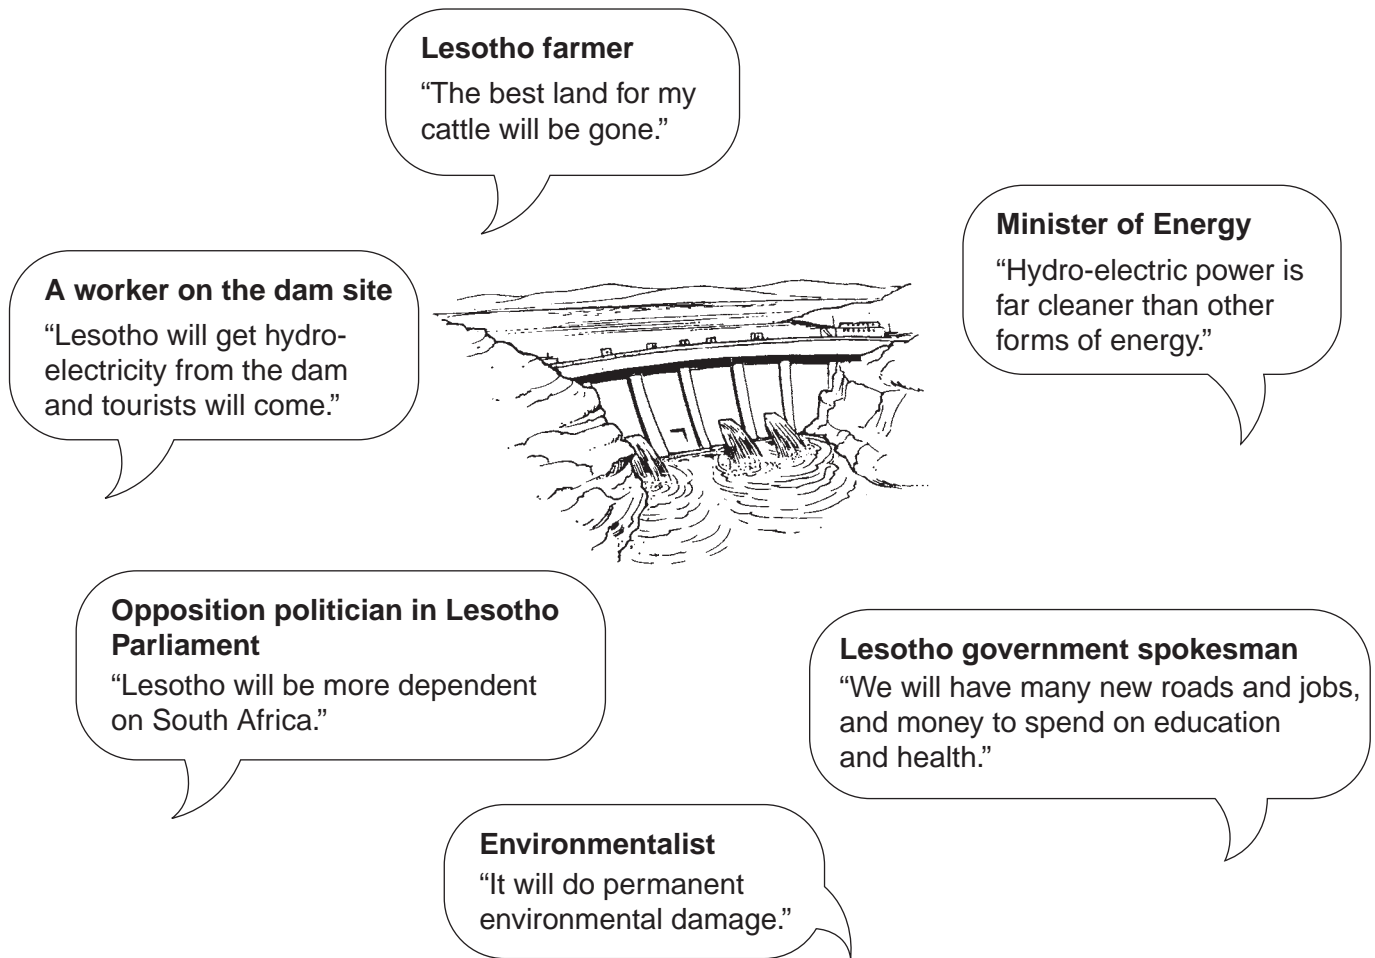 Lesotho farmer
“The best land for my
cattle will be gone.”
Minister of Energy
“Hydro-electric power is
far cleaner than other
forms of energy.”
A worker on the dam site
“Lesotho will get hydro-
electricity from the dam
and tourists will come.”
Opposition politician in Lesotho
Parliament
“Lesotho will be more dependent
on South Africa.”
Lesotho government spokesman
“We will have many new roads and jobs,
and money to spend on education
and health.”
Environmentalist
“It will do permanent
environmental damage.”